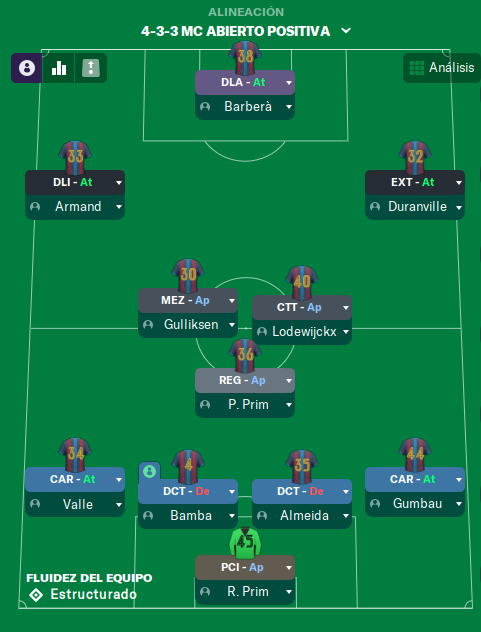 ALINEACIÓN
4-3-3 MC ABIERTO POSITIVA
Análisis
38
DLA - At
Barberà
33
DLI - At
Armand
32
EXT - At
Duranville
30
MEZ - Ap
Gulliksen
40
CTT - Ap
Lodewijckx
36
REG - Ap
P. Prim
34
CAR - At
Valle
4
DCT - De
Bamba
35
DCT - De
Almeida
44
CAR - At
Gumbau
45
PCI - Ap
R. Prim
FLUIDEZ DEL EQUIPO
Estructurado